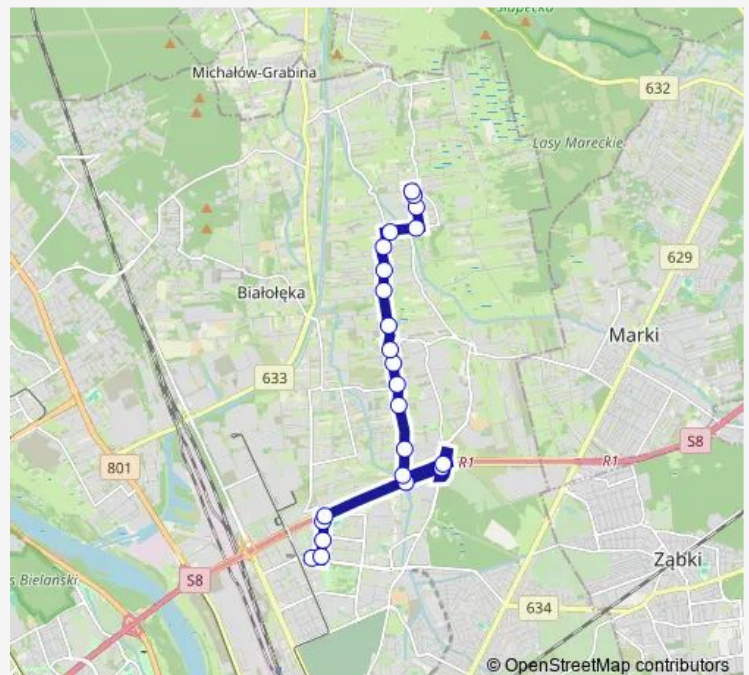 Michałów-Grabina
632
Lasy Mareckie
629
Białołęka
Marki
633
S8
801
R1
R1
Ząbki
s Bielański
S8
634
© OpenStreetMap contributors